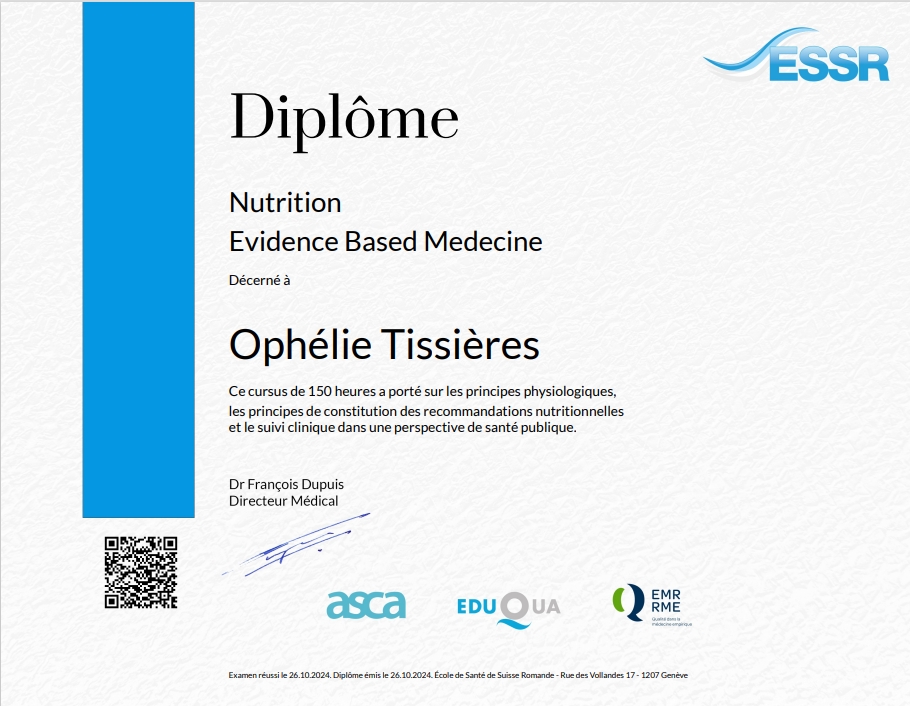 ESSR
Diplôme
Nutrition
Evidence Based Medecine
Décerné à
Ophélie Tissières
Ce cursus de 150 heures a porté sur les principes physiologiques,
les principes de constitution des recommandations nutritionnelles
et le suivi clinique dans une perspective de santé publique.
Dr François Dupuis
Directeur Médical
asca
EDUQUA
EMR
RME
Qualité dans la
médecine empirique
Examen réussi le 26.10.2024. Diplôme émis le 26.10.2024. École de Santé de Suisse Romande - Rue des Vollandes 17 - 1207 Genève